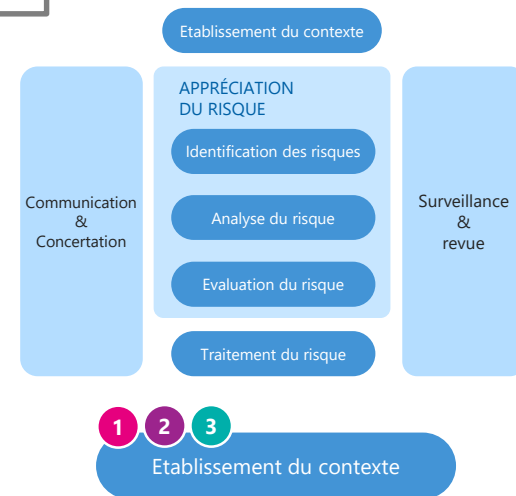 Etablissement du contexte
APPRÉCIATION
DU RISQUE
Identification des risques
Communication
&
Concertation
Analyse du risque
Surveillance
&
revue
Evaluation du risque
Traitement du risque
1 2 3
Etablissement du contexte